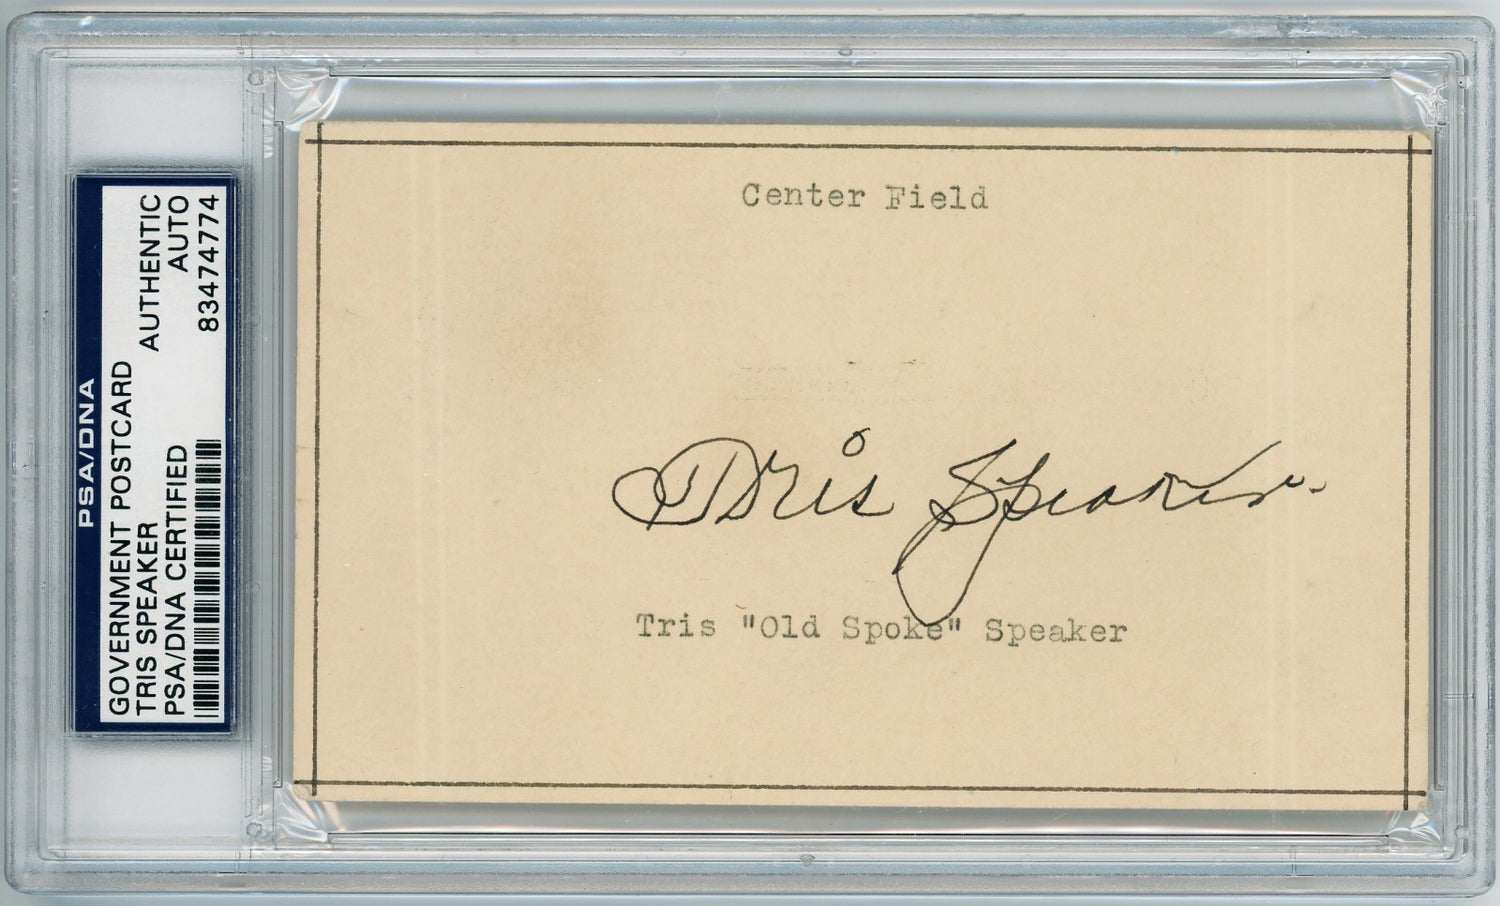 PSA/DNA
GOVERNMENT POSTCARD
TRIS SPEAKER AUTHENTIC
PSA/DNA CERTIFIED AUTO
83474774
Center Field
Tris Speaker
Tris "Old Spoke" Speaker